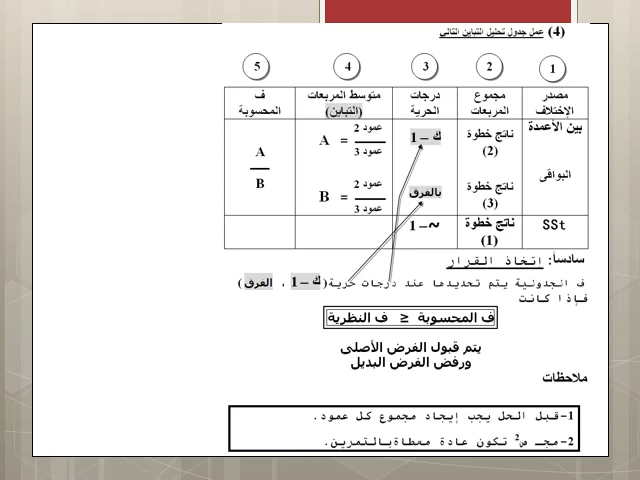 (4) عمل جدول تحليل التباين التالى
1 2 3 4 5
مصدر الإختلاف
مجموع المربعات
درجات الحرية
متوسط المربعات (التباين)
ف المحسوبة
بين الأعمدة
ناتج خطوة (2)
ك – 1
A = عمود 2 / عمود 3
A
B
البواقى
ناتج خطوة (3)
بالفرق
B = عمود 2 / عمود 3
SSt
ناتج خطوة (1)
~ – 1
سادساً: اتخاذ القرار
ف الجدولية يتم تحديدها عند درجات حرية( ك – 1 ، الفرق )
فإذا كانت
ف المحسوبة ≤ ف النظرية
يتم قبول الفرض الأصلى
ورفض الفرض البديل
ملاحظات
1-قبل الحل يجب إيجاد مجموع كل عمود.
2-مجـ ص2 تكون عادة معطاة بالتمرين.